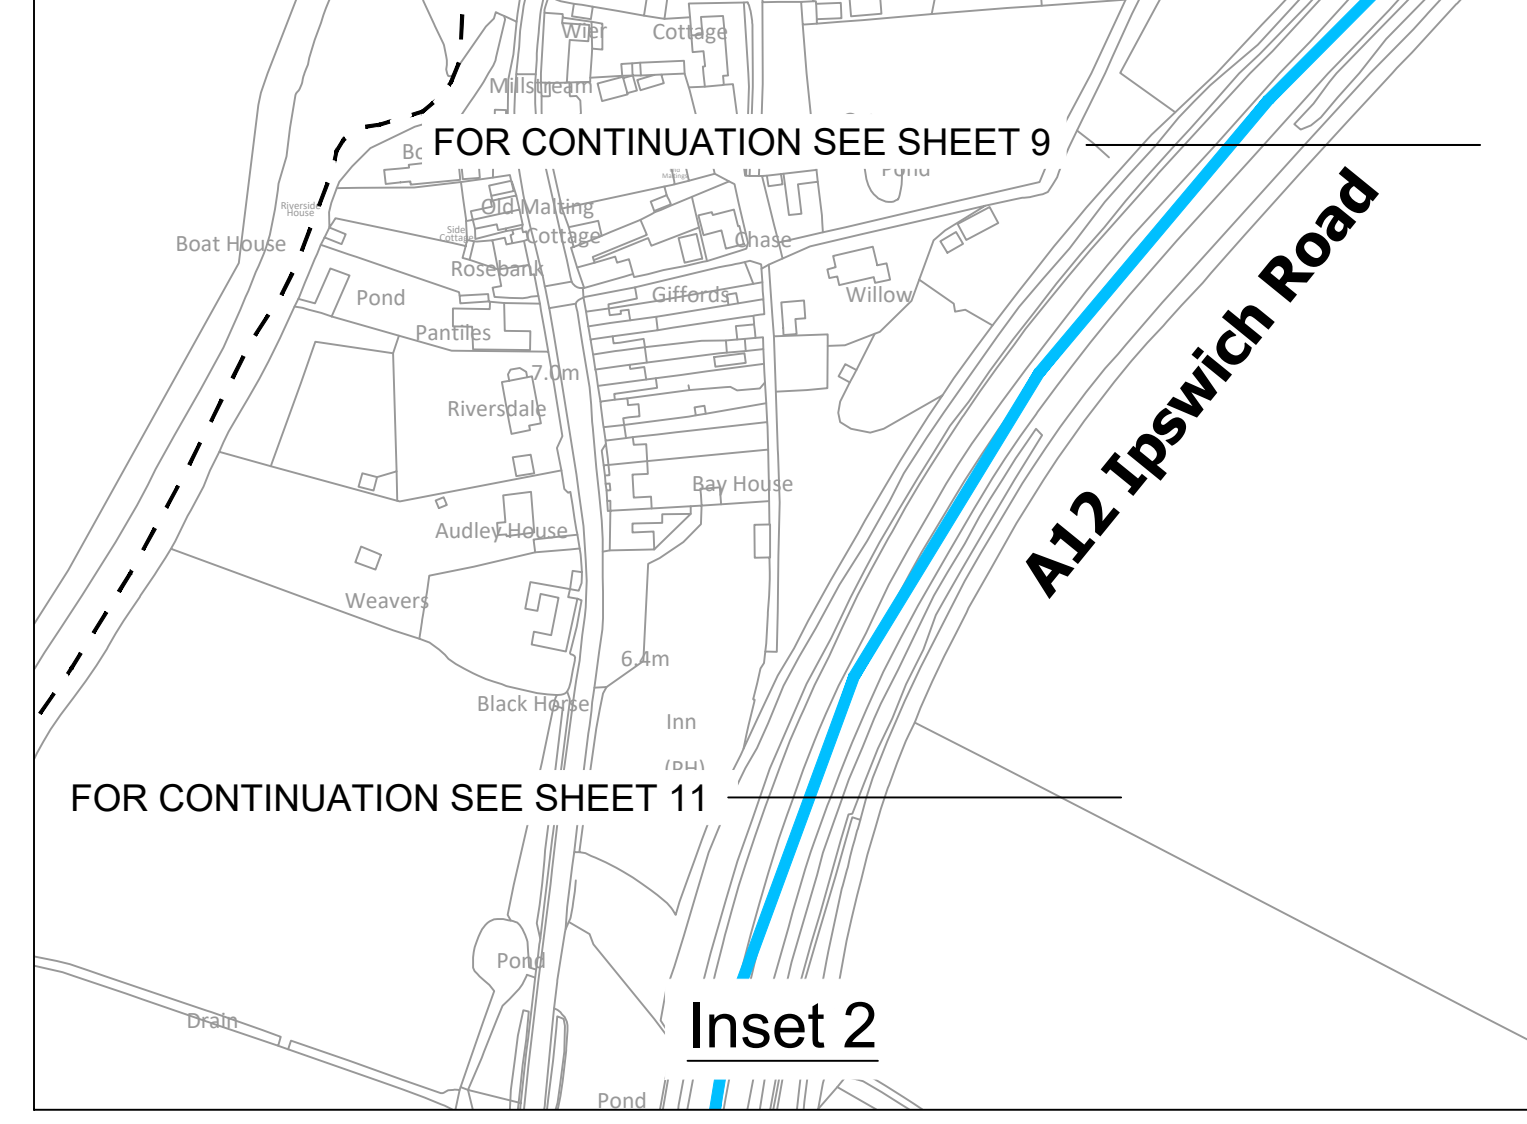 Wier Cottage
Millstream
FOR CONTINUATION SEE SHEET 9
Pond
Riverside
House
Old Malting
Side
Cottage
Cottage
Boat House
Chase
Rosebank
Pond
Giffords
Willow
Pantiles
7.0m
Riversdale
A12 Ipswich Road
Bay House
Audley House
Weavers
6.4m
Black Horse
Inn
(PH)
FOR CONTINUATION SEE SHEET 11
Pond
Drain
Inset 2
Pond